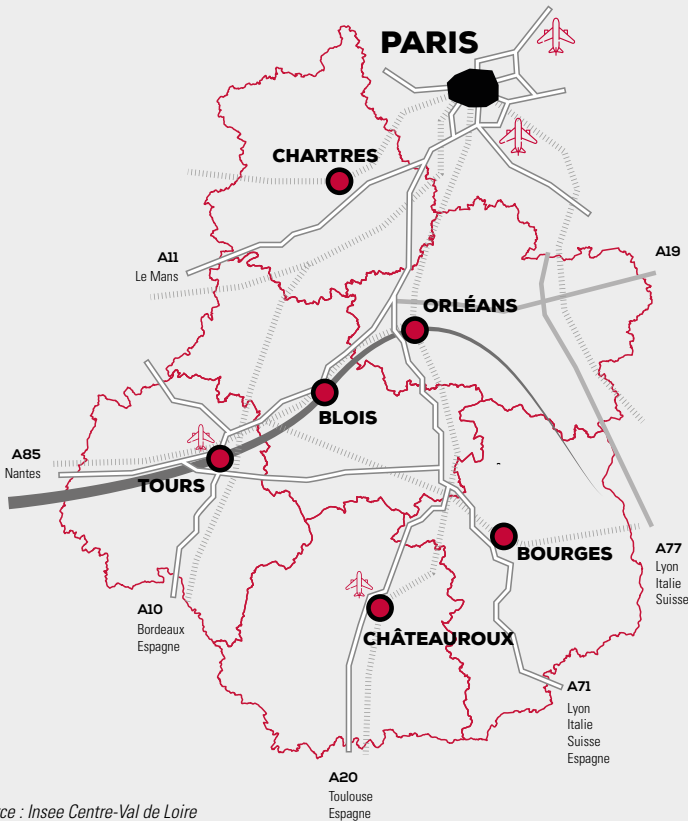 PARIS
CHARTRES
A11
Le Mans
A19
ORLÉANS
BLOIS
A85
Nantes
TOURS
BOURGES
A77
Lyon
Italie
Suisse
A10
Bordeaux
Espagne
CHÂTEAUROUX
A71
Lyon
Italie
Suisse
Espagne
A20
Toulouse
Espagne
rce : Insee Centre-Val de Loire